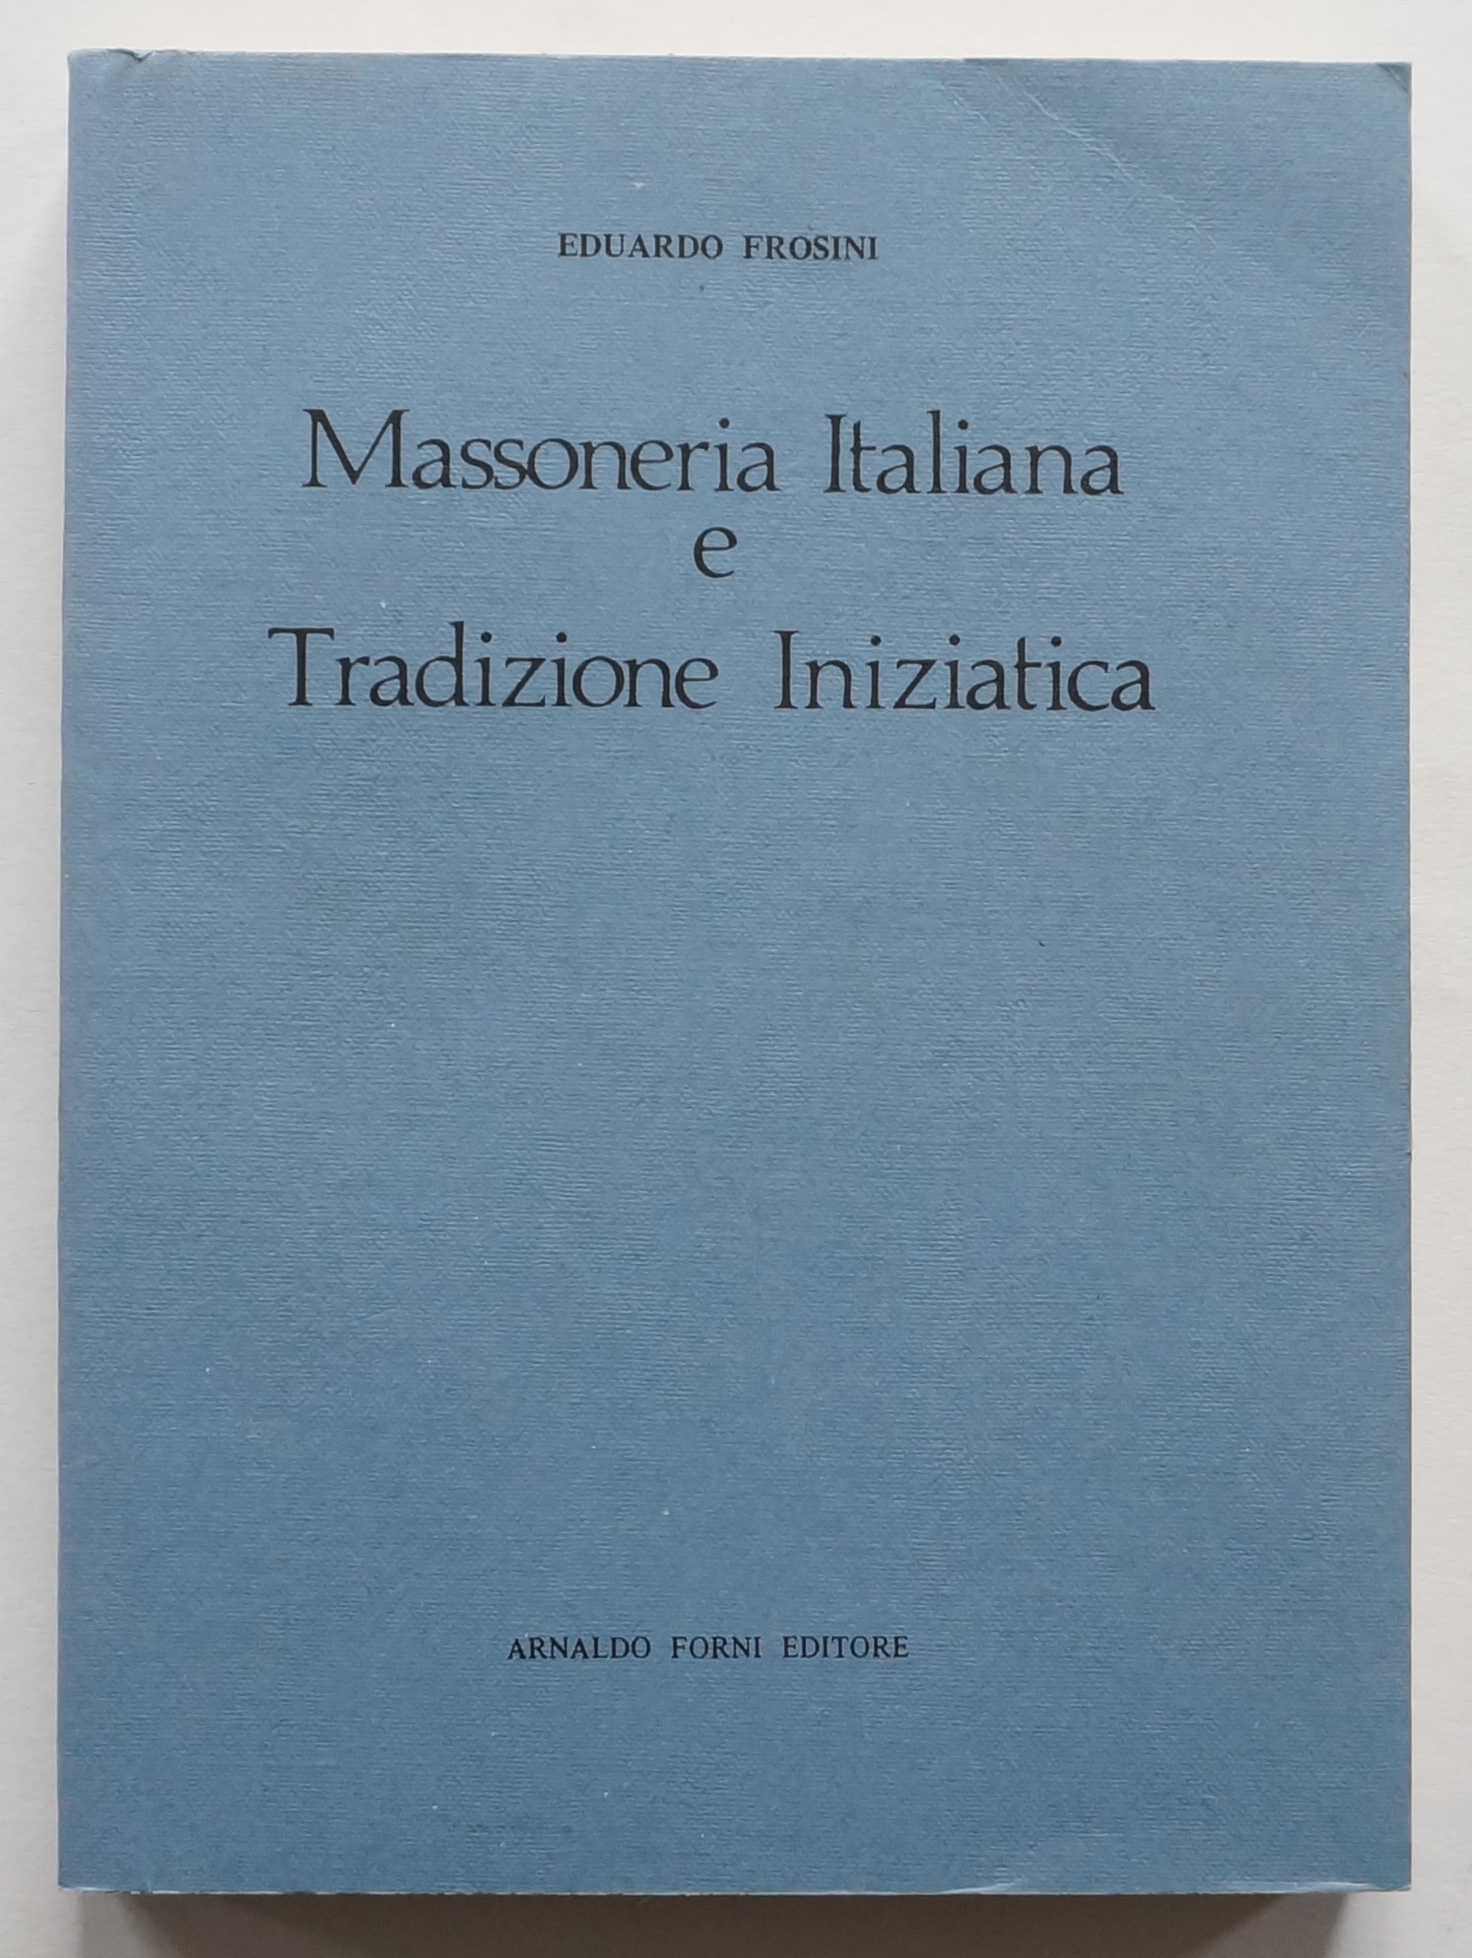 EDUARDO FROSINI
Massoneria Italiana
e
Tradizione Iniziatica
ARNALDO FORNI EDITORE